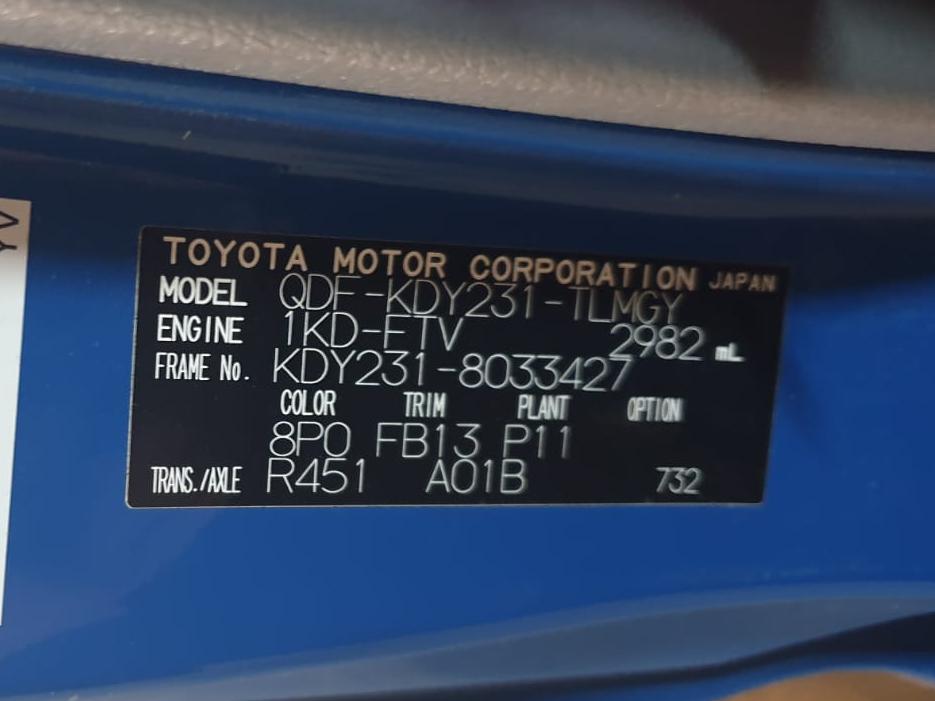 TOYOTA MOTOR CORPORATION JAPAN
MODEL QDF-KDY231-TLMGY
ENGINE 1KD-FTV 2982 mL
FRAME No. KDY231-8033427
COLOR TRIM PLANT OPTION
8P0 FB13 P11
TRANS./AXLE R451 A01B 732